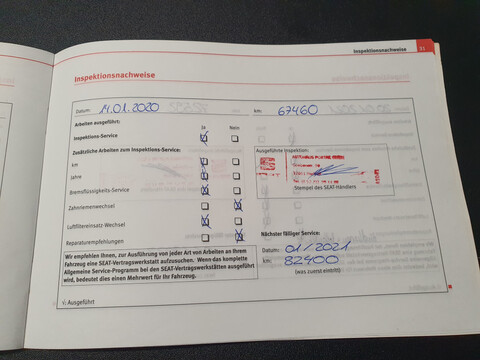 Inspektionsnachweise 11
Inspektionsnachweise
Datum: 14.01.2020 km: 67460
Arbeiten ausgeführt: Ja Nein
Inspektions-Service
Ausgeführte Inspektion:
Zusätzliche Arbeiten zum Inspektions-Service:
km
Jahre
Bremsflüssigkeits-Service
Stempel des SEAT-Händlers
Zahnriemenwechsel
Luftfiltereinsatz-Wechsel
Reparaturempfehlungen
Nächster fälliger Service:
Datum: 01/2021
km: 82400
(was zuerst eintritt)
Wir empfehlen Ihnen, zur Ausführung von jeder Art von Arbeiten an Ihrem
Fahrzeug eine SEAT-Vertragswerkstatt aufzusuchen. Wenn das komplette
Allgemeine Service-Programm bei den SEAT-Vertragswerkstätten ausgeführt
wird, bedeutet dies einen Mehrwert für Ihr Fahrzeug.
√: Ausgeführt